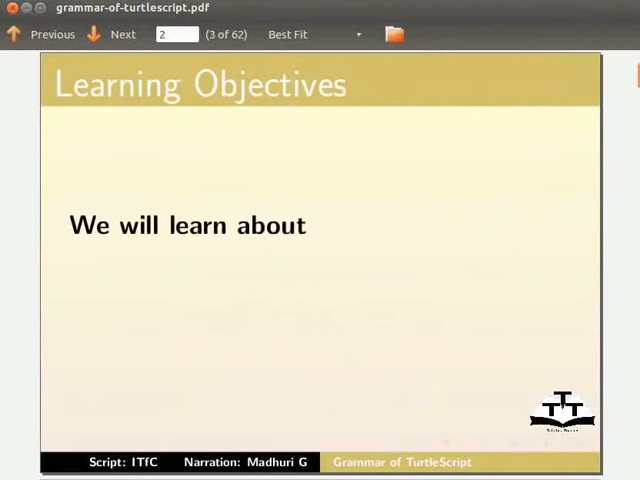 grammar-of-turtlescript.pdf
Previous Next 2 (3 of 62) Best Fit
Learning Objectives
We will learn about
TTT
Script: ITfC Narration: Madhuri G Grammar of TurtleScript